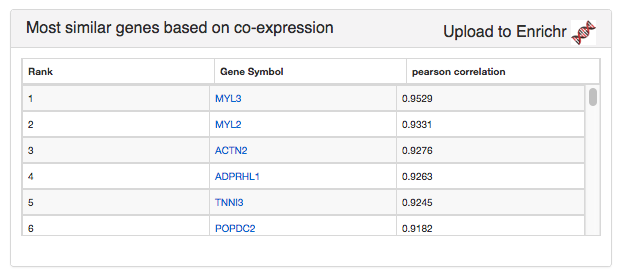 Most similar genes based on co-expression
Upload to Enrichr
Rank Gene Symbol pearson correlation
1 MYL3 0.9529
2 MYL2 0.9331
3 ACTN2 0.9276
4 ADPRHL1 0.9263
5 TNNI3 0.9245
6 POPDC2 0.9182